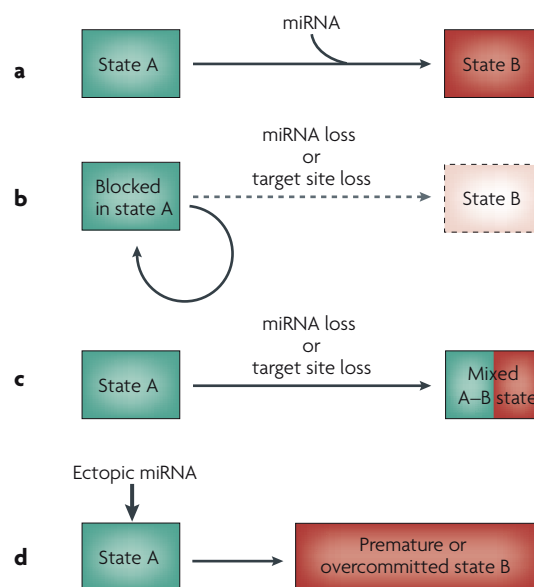 miRNA
a
State A
State B
miRNA loss
or
target site loss
b
Blocked
in state A
State B
miRNA loss
or
target site loss
c
State A
Mixed
A–B state
Ectopic miRNA
d
State A
Premature or
overcommitted state B